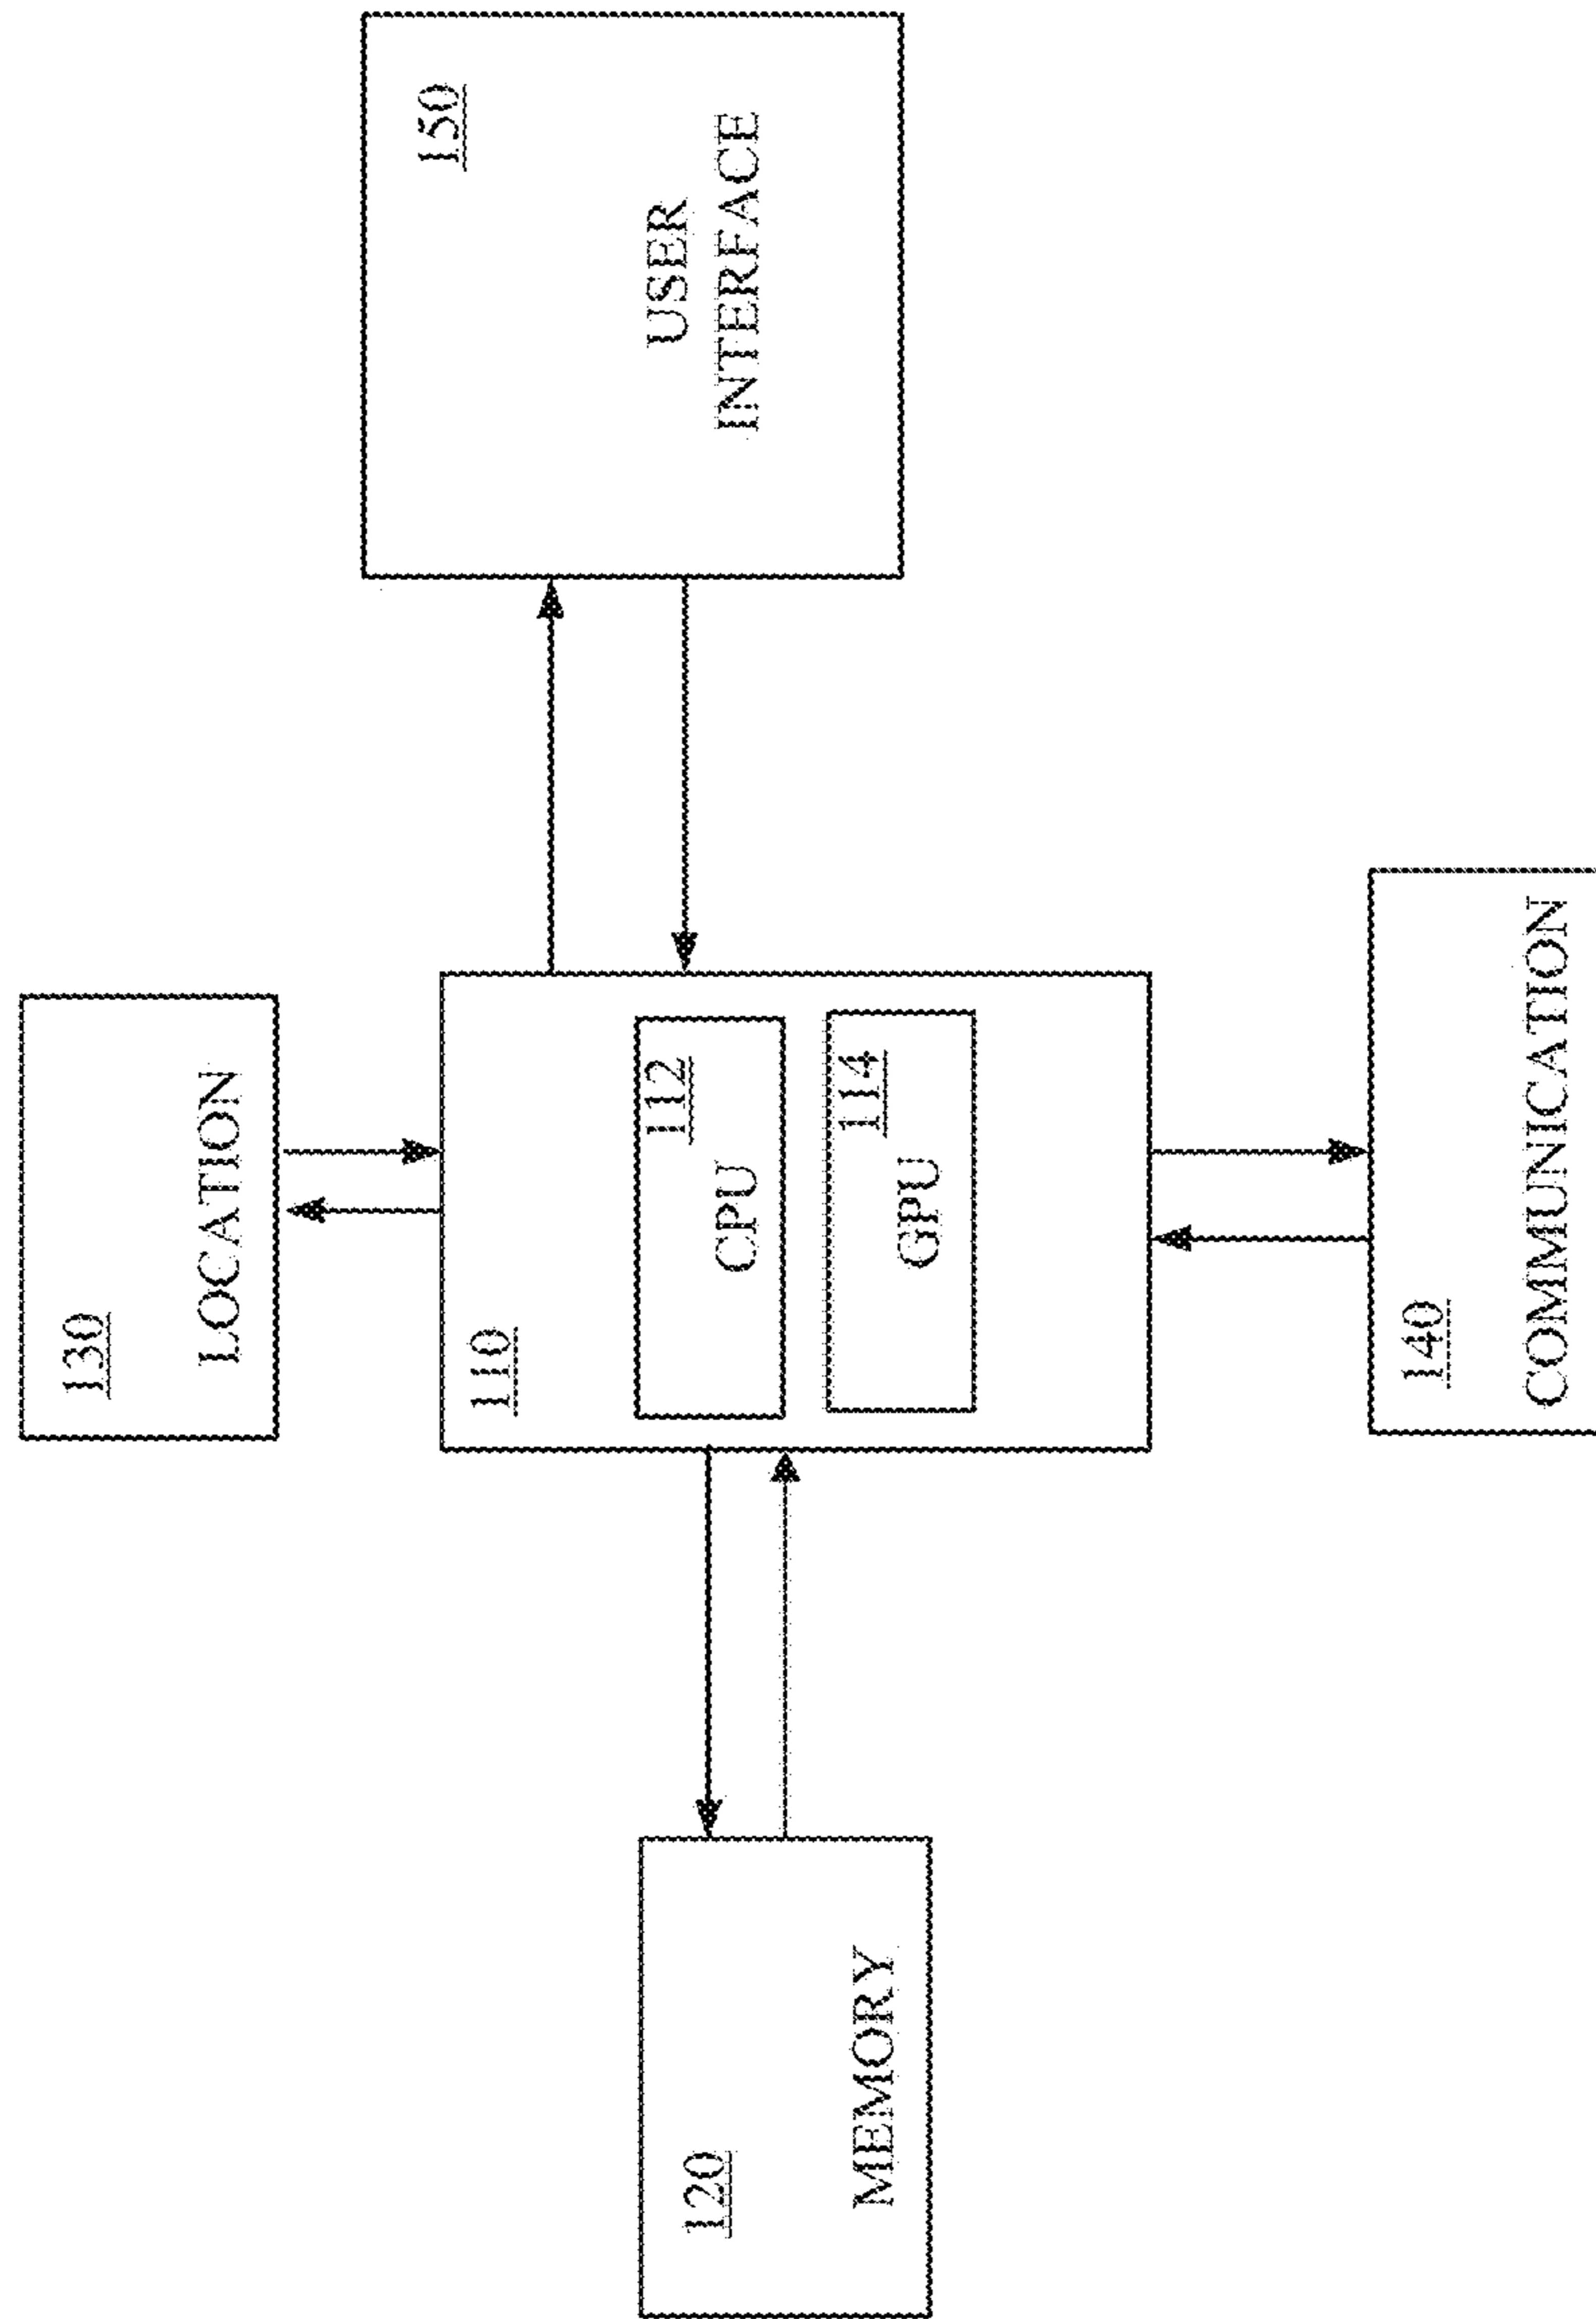 130
LOCATION
120
MEMORY
110
112
CPU
114
GPU
150
USER
INTERFACE
140
COMMUNICATION